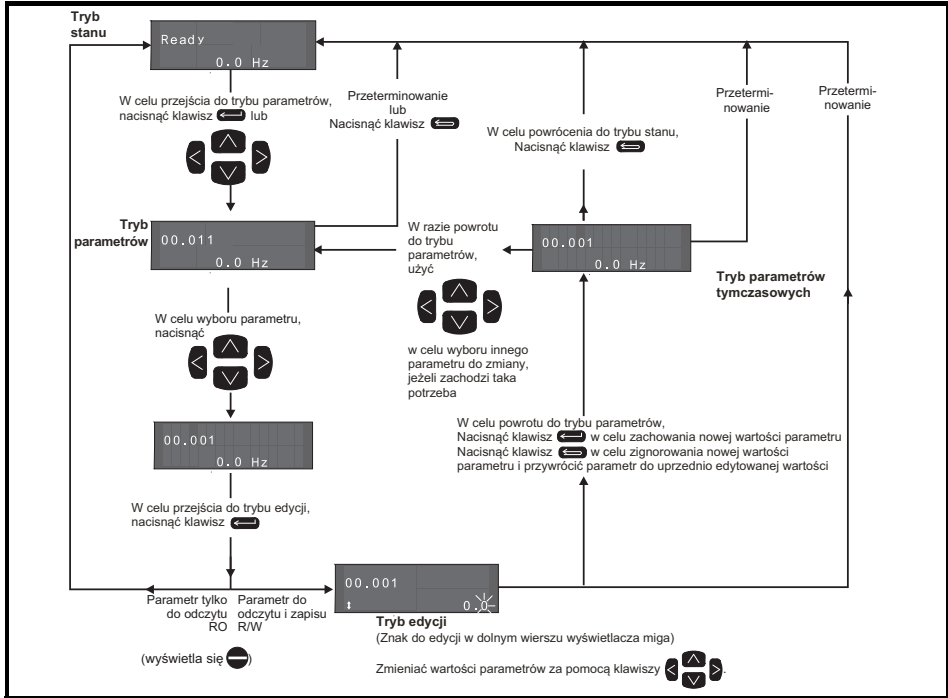 Tryb
stanu
Ready
0.0 Hz
W celu przejścia do trybu parametrów,
nacisnąć klawisz lub
Przeterminowanie
lub
Nacisnąć klawisz
W celu powrócenia do trybu stanu,
Nacisnąć klawisz
Przetermi-
nowanie
Przetermi-
nowanie
Tryb
parametrów
00.011
0.0 Hz
W razie powrotu
do trybu
parametrów,
użyć
w celu wyboru innego
parametru do zmiany,
jeżeli zachodzi taka
potrzeba
00.001
0.0 Hz
Tryb parametrów
tymczasowych
W celu wyboru parametru,
nacisnąć
00.001
0.0 Hz
W celu powrotu do trybu parametrów,
Nacisnąć klawisz w celu zachowania nowej wartości parametru
Nacisnąć klawisz w celu zignorowania nowej wartości
parametru i przywrócić parametr do uprzednio edytowanej wartości
W celu przejścia do trybu edycji,
nacisnąć klawisz
Parametr tylko
do odczytu
RO
Parametr do
odczytu i zapisu
R/W
(wyświetla się )
00.001
0.0
Tryb edycji
(Znak do edycji w dolnym wierszu wyświetlacza miga)
Zmieniać wartości parametrów za pomocą klawiszy .